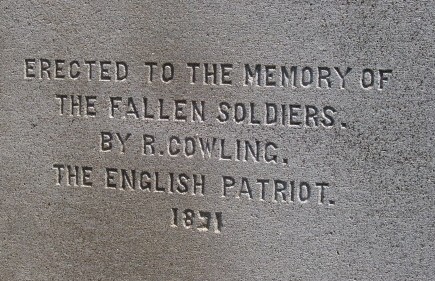 ERECTED TO THE MEMORY OF
THE FALLEN SOLDIERS.
BY R.COWLING.
THE ENGLISH PATRIOT.
1871